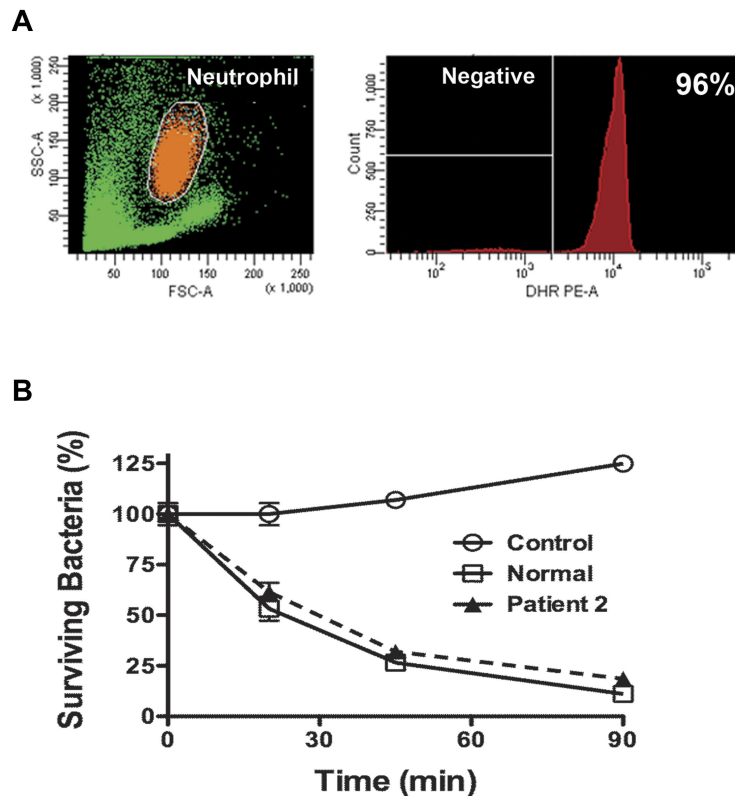 A
Neutrophil
SSC-A
(x 1,000)
250
200
150
100
50
50 100 150 200 250
FSC-A
(x 1,000)
Negative
96%
Count
1,000
750
500
250
0
10² 10³ 10⁴ 10⁵
DHR PE-A
B
Surviving Bacteria (%)
125
100
75
50
25
0
Control
Normal
Patient 2
0 30 60 90
Time (min)